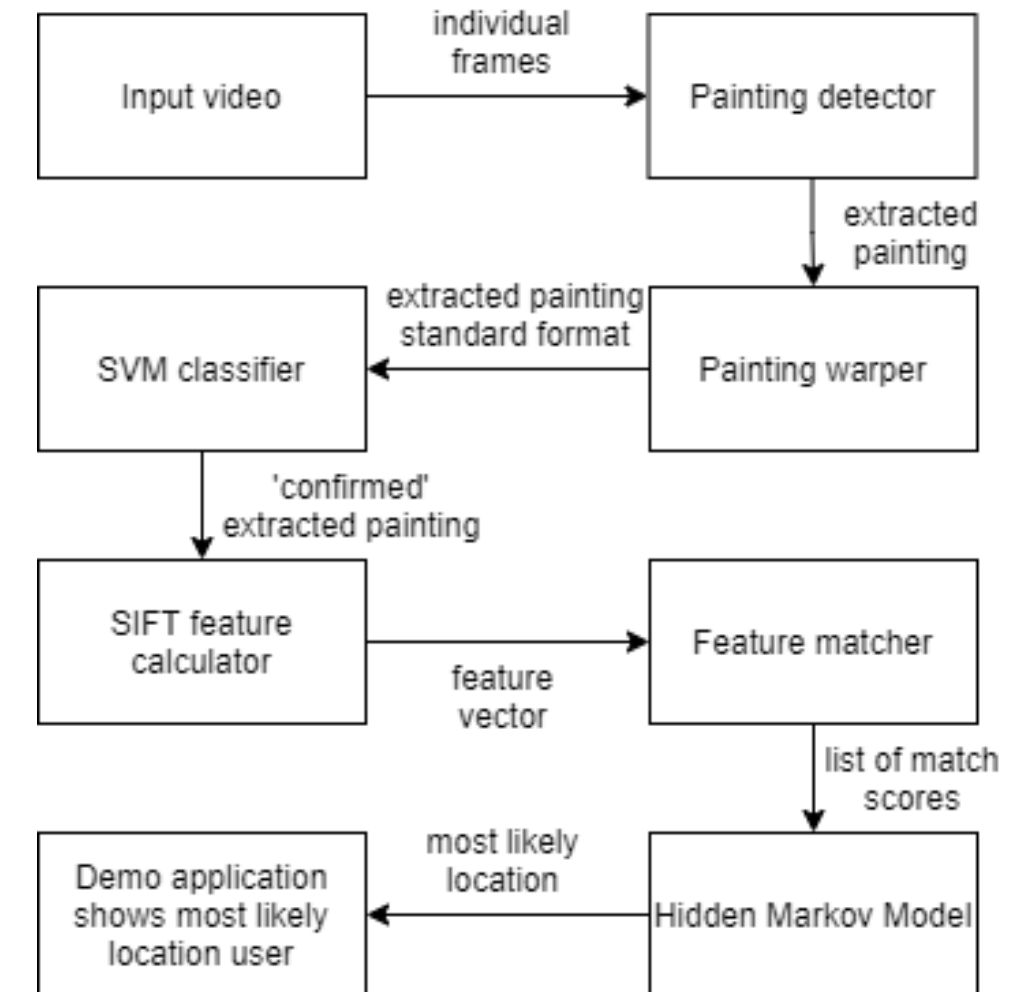 individual
frames
Input video
Painting detector
extracted
painting
extracted painting
standard format
SVM classifier
Painting warper
'confirmed'
extracted painting
SIFT feature
calculator
Feature matcher
feature
vector
list of match
scores
most likely
location
Demo application
shows most likely
location user
Hidden Markov Model